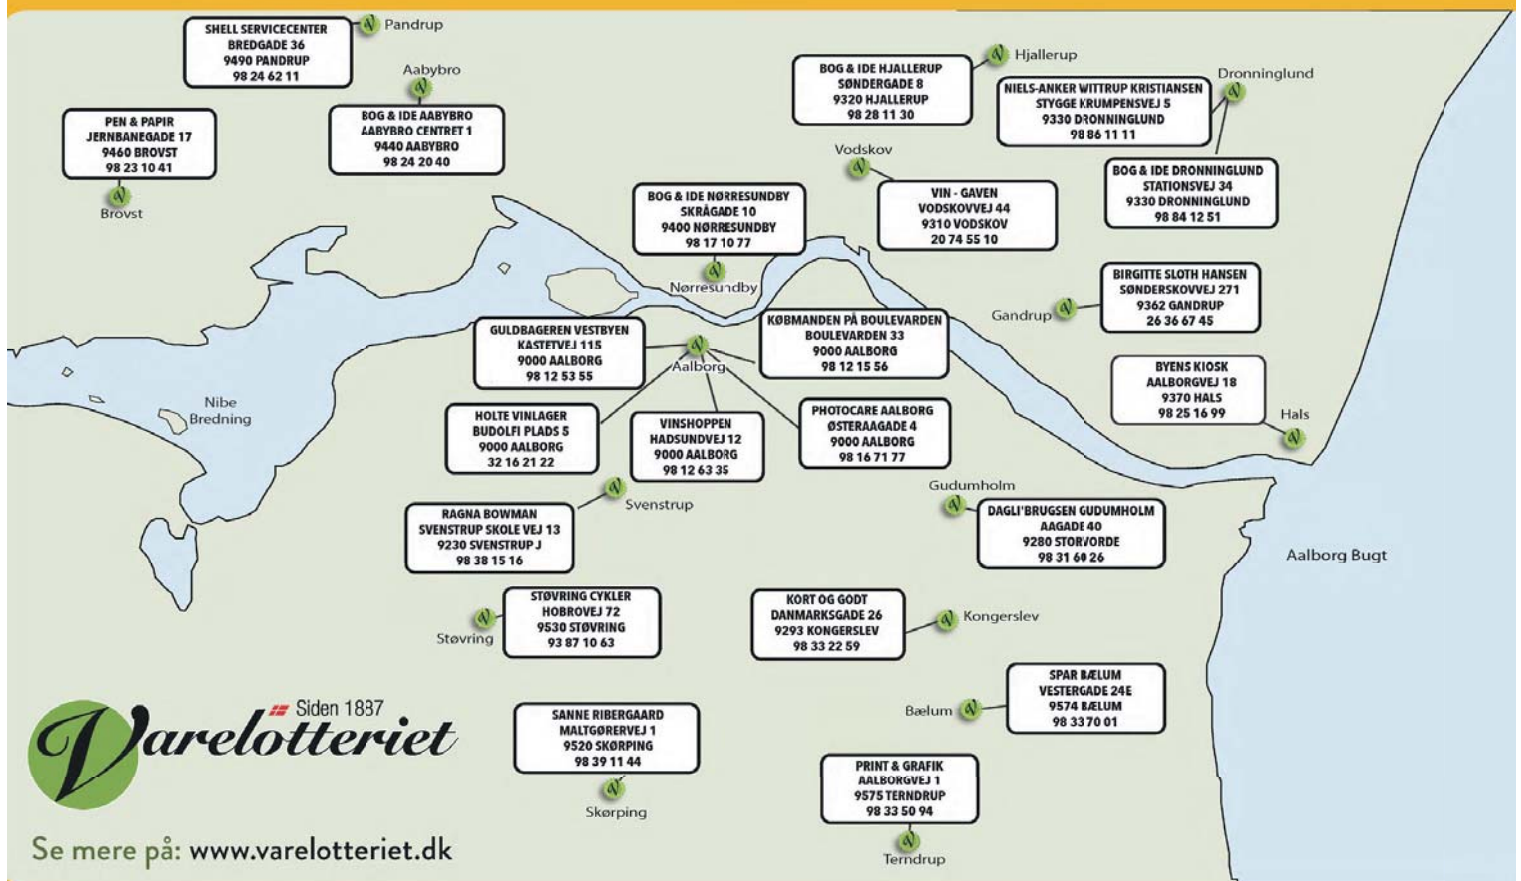 SHELL SERVICECENTER
BREDGADE 36
9490 PANDRUP
98 24 62 11
Pandrup
Aabybro
BOG & IDE AABYBRO
AABYBRO CENTRET 1
9440 AABYBRO
98 24 20 40
PEN & PAPIR
JERNBANEGADE 17
9460 BROVST
98 23 10 41
Brovst
BOG & IDE HJALLERUP
SØNDERGADE 8
9320 HJALLERUP
98 28 11 30
Hjallerup
Dronninglund
NIELS-ANKER WITTRUP KRISTIANSEN
STYGGE KRUMPENSVEJ 5
9330 DRONNINGLUND
98 86 11 11
BOG & IDE DRONNINGLUND
STATIONSVEJ 34
9330 DRONNINGLUND
98 84 12 51
Vodskov
VIN - GAVEN
VODSKOVVEJ 44
9310 VODSKOV
20 74 55 10
BOG & IDE NØRRESUNDBY
SKRÅGADE 10
9400 NØRRESUNDBY
98 17 10 77
Nørresundby
BIRGITTE SLOTH HANSEN
SØNDERSKOVVEJ 271
9362 GANDRUP
26 36 67 45
Gandrup
GULDBAGEREN VESTBYEN
KASTETVEJ 115
9000 AALBORG
98 12 53 55
Aalborg
KØBMANDEN PÅ BOULEVARDEN
BOULEVARDEN 33
9000 AALBORG
98 12 15 56
BYENS KIOSK
AALBORGVEJ 18
9370 HALS
98 25 16 99
Hals
Nibe
Bredning
HOLTE VINLAGER
BUDOLFI PLADS 5
9000 AALBORG
32 16 21 22
VINSHOPPEN
HADSUNDVEJ 12
9000 AALBORG
98 12 63 35
PHOTOCARE AALBORG
ØSTERAAGADE 4
9000 AALBORG
98 16 71 77
Svenstrup
RAGNA BOWMAN
SVENSTRUP SKOLE VEJ 13
9230 SVENSTRUP J
98 38 15 16
Gudumholm
DAGLI'BRUGSEN GUDUMHOLM
AAGADE 40
9280 STORVORDE
98 31 60 26
Aalborg Bugt
STØVRING CYKLER
HOBROVEJ 72
9530 STØVRING
93 87 10 63
Støvring
KORT OG GODT
DANMARKSGADE 26
9293 KONGERSLEV
98 33 22 59
Kongerslev
SPAR BÆLUM
VESTERGADE 24E
9574 BÆLUM
98 33 70 01
Bælum
SANNE RIBERGAARD
MALTGØRERVEJ 1
9520 SKØRPING
98 39 11 44
Skørping
PRINT & GRAFIK
AALBORGVEJ 1
9575 TERNDRUP
98 33 50 94
Terndrup
Siden 1887
Varelotteriet
Se mere på: www.varelotteriet.dk